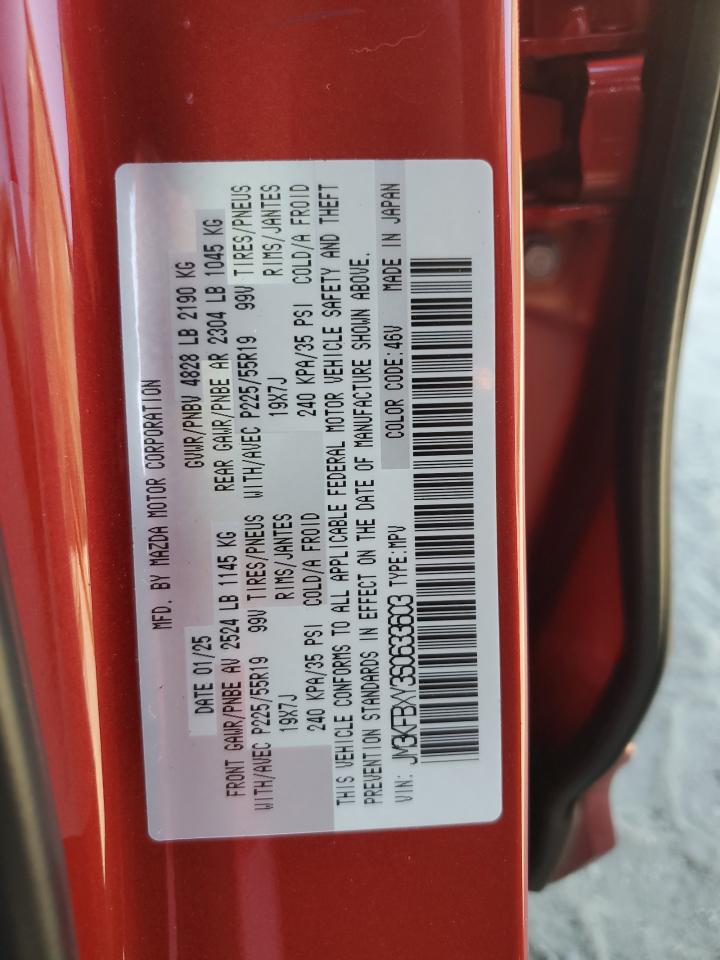 MFD. BY MAZDA MOTOR CORPORATION
DATE 01/25 GVWR/PNBV 4828 LB 2190 KG
FRONT GAWR/PNBE AV 2524 LB 1145 KG REAR GAWR/PNBE AR 2304 LB 1045 KG
WITH/AVEC P225/55R19 99V TIRES/PNEUS WITH/AVEC P225/55R19 99V TIRES/PNEUS
19X7J RIMS/JANTES 19X7J RIMS/JANTES
240 KPA/35 PSI COLD/A FROID 240 KPA/35 PSI COLD/A FROID
THIS VEHICLE CONFORMS TO ALL APPLICABLE FEDERAL MOTOR VEHICLE SAFETY AND THEFT
PREVENTION STANDARDS IN EFFECT ON THE DATE OF MANUFACTURE SHOWN ABOVE.
VIN: JM3KFBXY3S0633603 TYPE:MPV COLOR CODE:46V MADE IN JAPAN